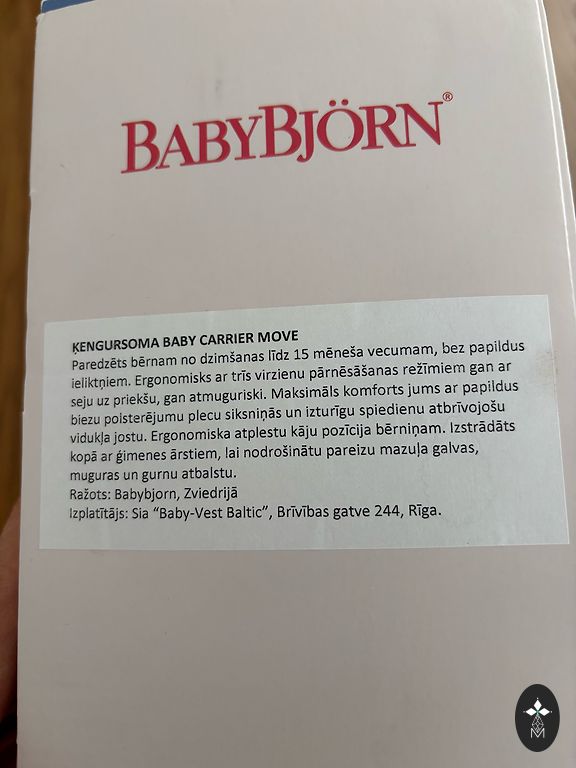 BABYBJÖRN®
ĶENGURSOMA BABY CARRIER MOVE
Paredzēts bērnam no dzimšanas līdz 15 mēneša vecumam, bez papildus
ieliktņiem. Ergonomisks ar trīs virzienu pārnēsāšanas režīmiem gan ar
seju uz priekšu, gan atmuguriski. Maksimāls komforts jums ar papildus
biezu polsterējumu plecu siksniņās un izturīgu spiedienu atbrīvojošu
vidukļa jostu. Ergonomiska atplestu kāju pozīcija bērniņam. Izstrādāts
kopā ar ģimenes ārstiem, lai nodrošinātu pareizu mazuļa galvas,
muguras un gurnu atbalstu.
Ražots: Babybjorn, Zviedrijā
Izplatītājs: Sia “Baby-Vest Baltic”, Brīvības gatve 244, Rīga.
M